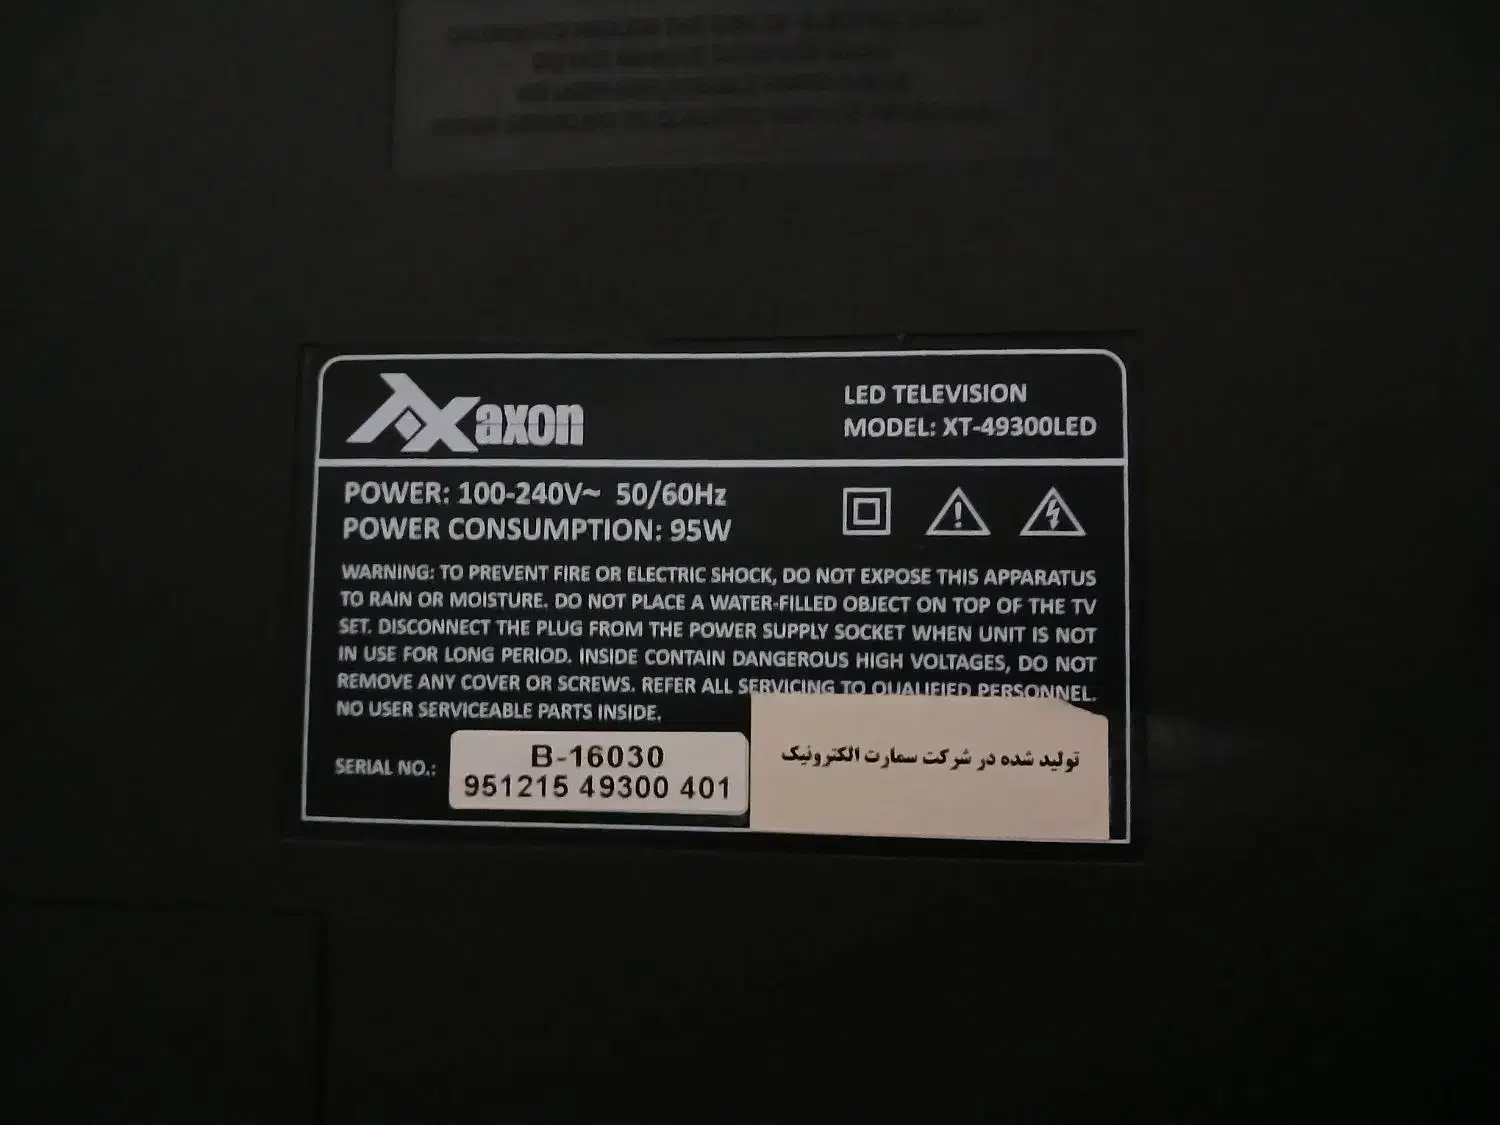 axon
LED TELEVISION
MODEL: XT-49300LED
POWER: 100-240V~ 50/60Hz
POWER CONSUMPTION: 95W
WARNING: TO PREVENT FIRE OR ELECTRIC SHOCK, DO NOT EXPOSE THIS APPARATUS
TO RAIN OR MOISTURE. DO NOT PLACE A WATER-FILLED OBJECT ON TOP OF THE TV
SET. DISCONNECT THE PLUG FROM THE POWER SUPPLY SOCKET WHEN UNIT IS NOT
IN USE FOR LONG PERIOD. INSIDE CONTAIN DANGEROUS HIGH VOLTAGES, DO NOT
REMOVE ANY COVER OR SCREWS. REFER ALL SERVICING TO QUALIFIED PERSONNEL.
NO USER SERVICEABLE PARTS INSIDE.
SERIAL NO.:
B-16030
951215 49300 401
تولید شده در شرکت سمارت الکترونیک